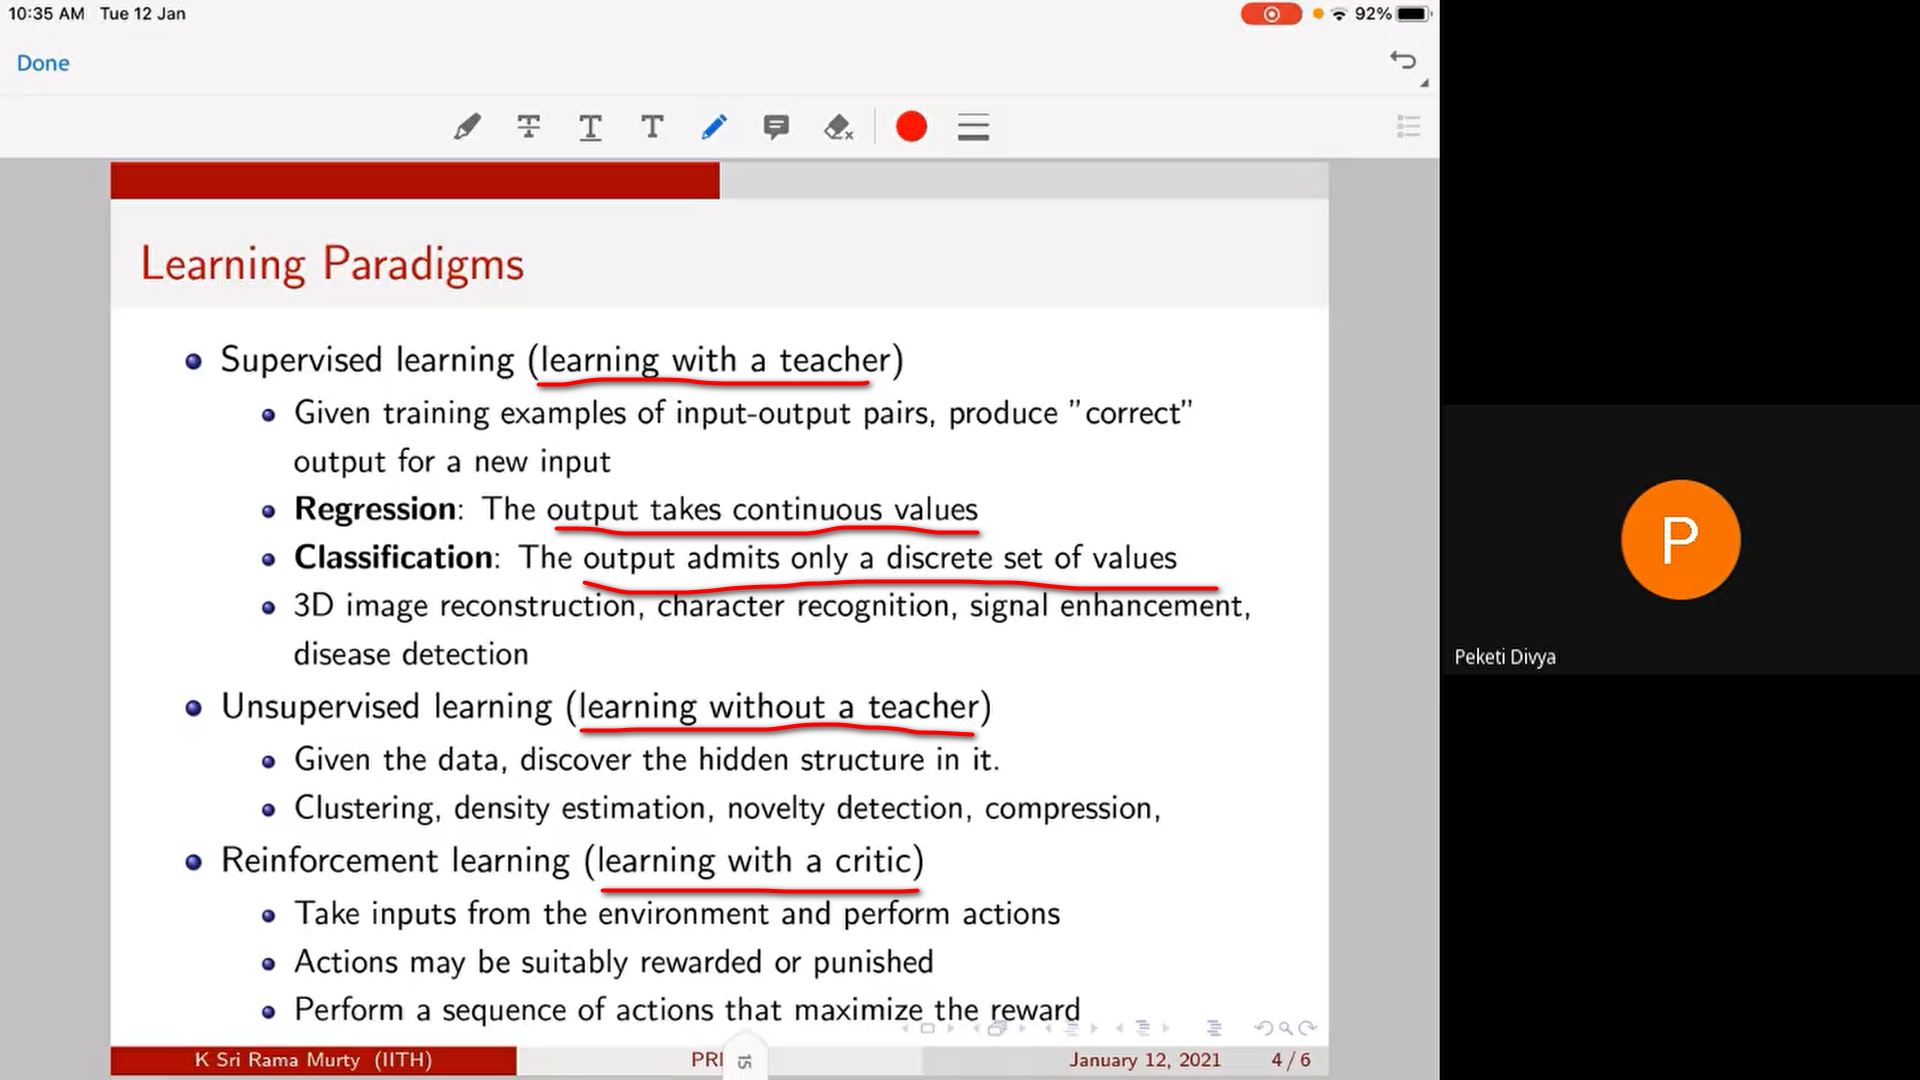 10:35 AM Tue 12 Jan
92%
Done
Learning Paradigms
Supervised learning (learning with a teacher)
Given training examples of input-output pairs, produce ”correct”
output for a new input
Regression: The output takes continuous values
Classification: The output admits only a discrete set of values
3D image reconstruction, character recognition, signal enhancement,
disease detection
Unsupervised learning (learning without a teacher)
Given the data, discover the hidden structure in it.
Clustering, density estimation, novelty detection, compression,
Reinforcement learning (learning with a critic)
Take inputs from the environment and perform actions
Actions may be suitably rewarded or punished
Perform a sequence of actions that maximize the reward
K Sri Rama Murty (IITH) PRI January 12, 2021 4 / 6
15
P
Peketi Divya